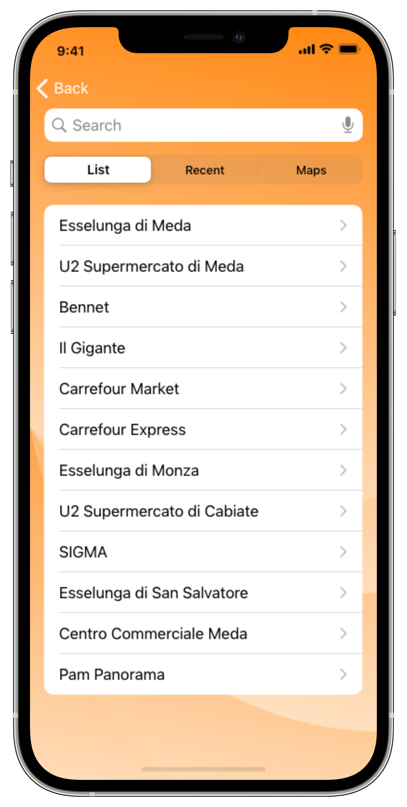 9:41
Back
Search
List Recent Maps
Esselunga di Meda
U2 Supermercato di Meda
Bennet
Il Gigante
Carrefour Market
Carrefour Express
Esselunga di Monza
U2 Supermercato di Cabiate
SIGMA
Esselunga di San Salvatore
Centro Commerciale Meda
Pam Panorama